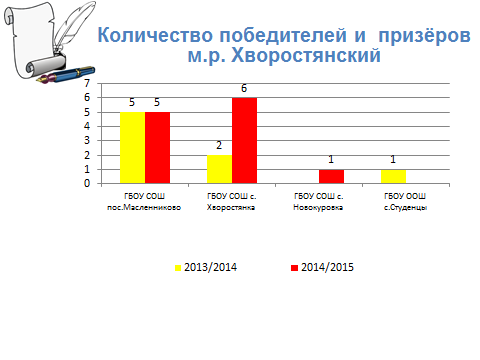 Количество победителей и призёров
м.р. Хворостянский
7
6
5
4
3
2
1
0
5
5
2
6
1
1
ГБОУ СОШ
пос.Масленниково
ГБОУ СОШ с.
Хворостянка
ГБОУ СОШ с.
Новокуровка
ГБОУ ООШ
с.Студенцы
2013/2014
2014/2015